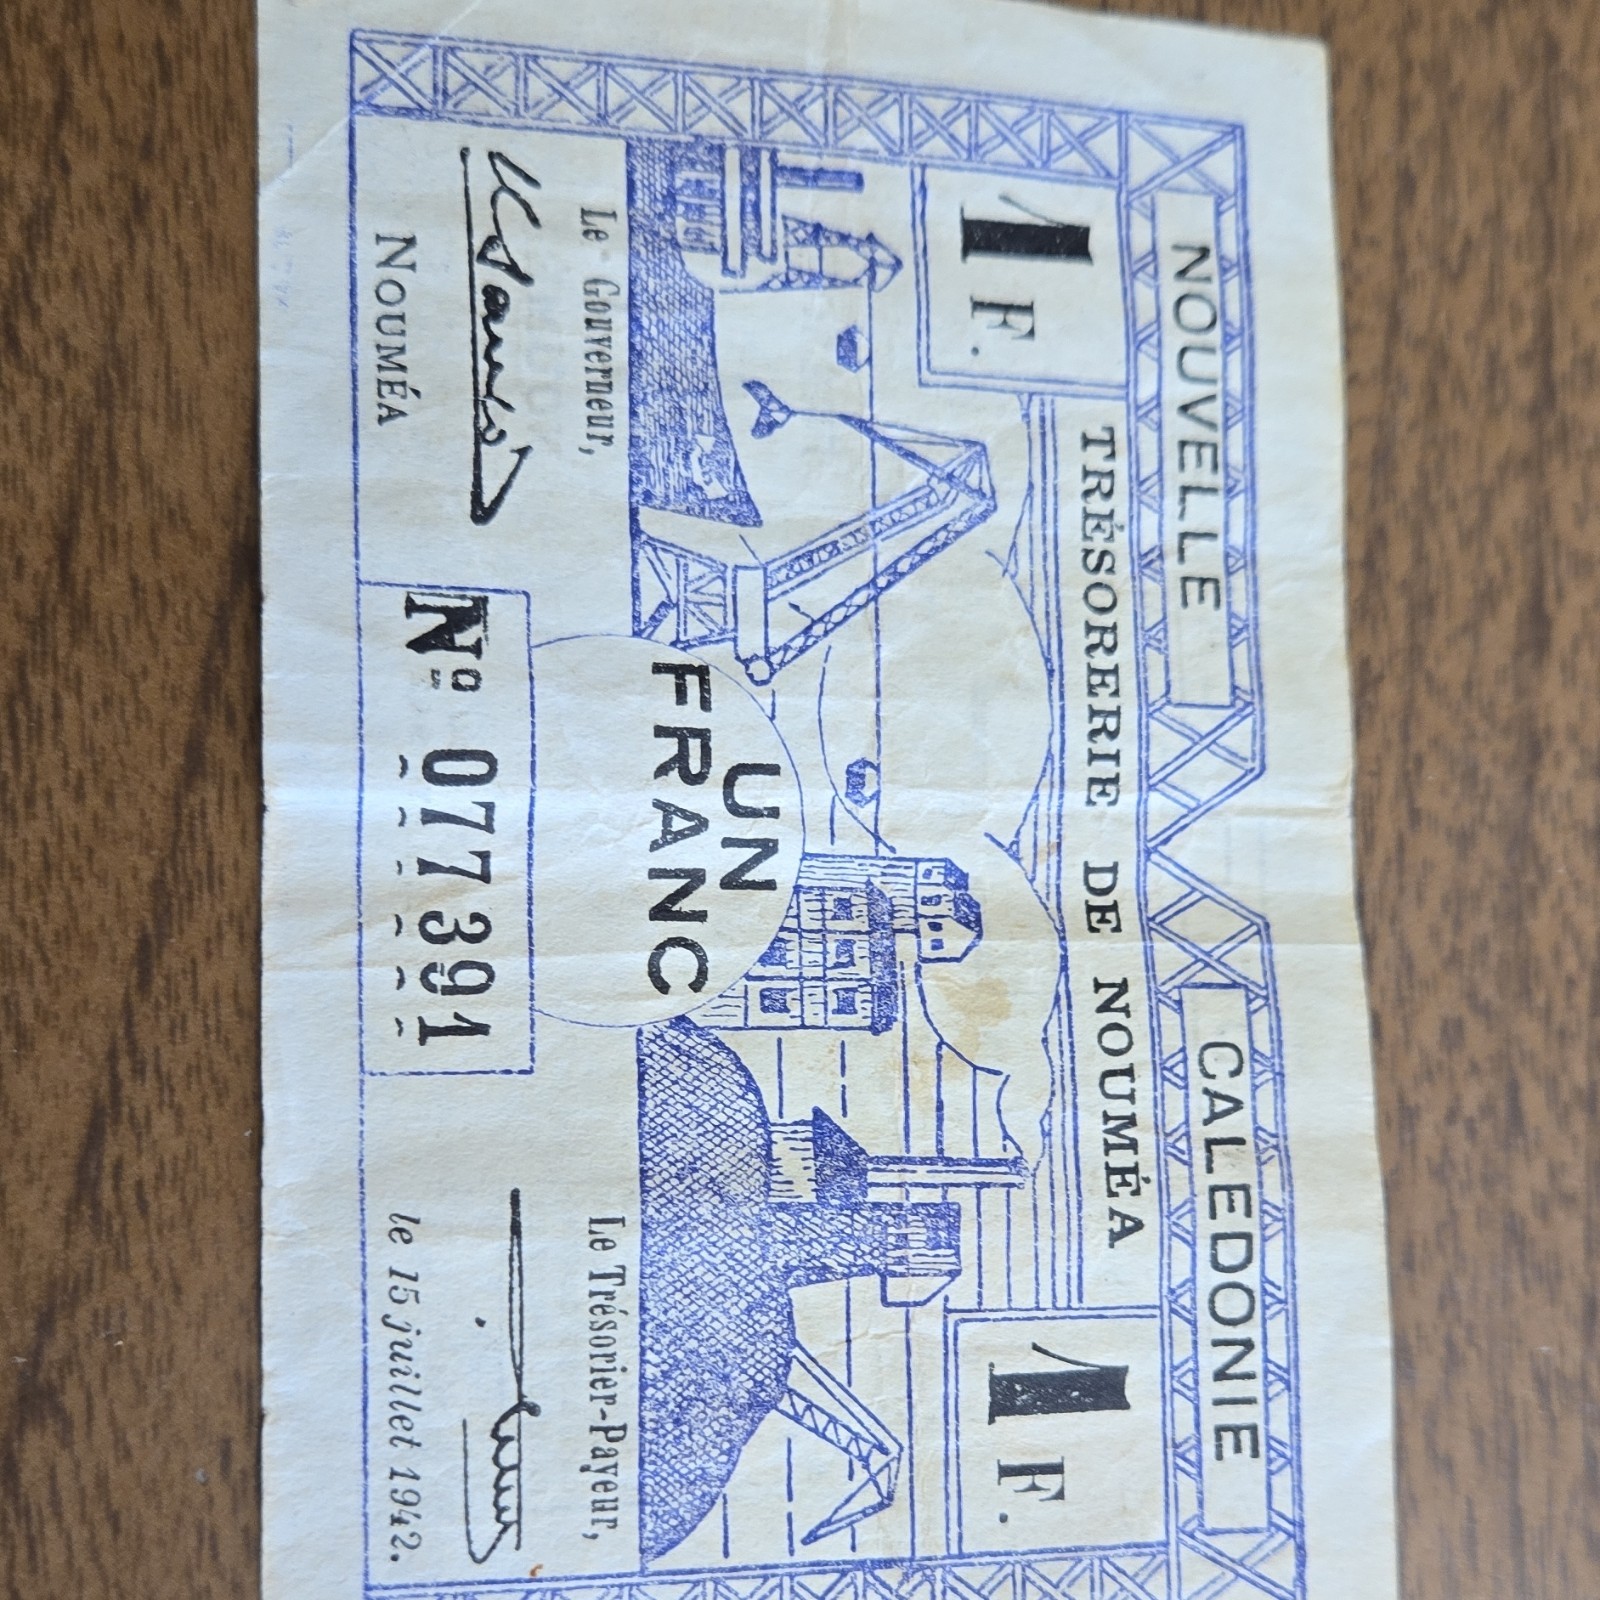 NOUVELLE CALEDONIE
TRÉSORERIE DE NOUMÉA
1 F.
1 F.
UN
FRANC
Le Gouverneur,
Le Trésorier-Payeur,
Nº 077391
NOUMÉA
le 15 juillet 1942.